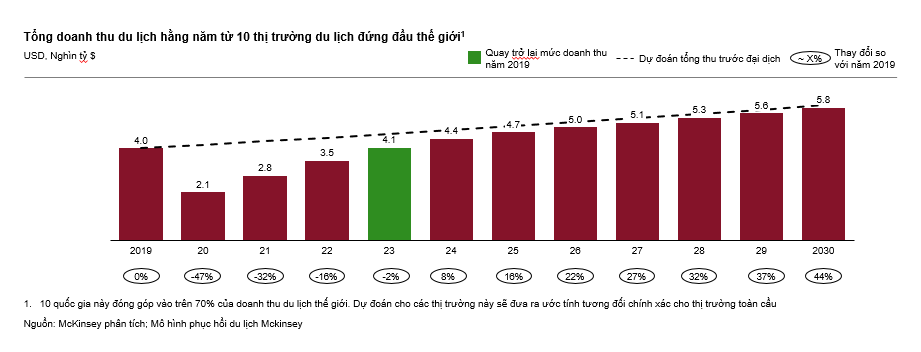 Tổng doanh thu du lịch hằng năm từ 10 thị trường du lịch đứng đầu thế giới¹
USD, Nghìn tỷ $
Quay trở lại mức doanh thu
năm 2019
Dự đoán tổng thu trước đại dịch
~ X%
Thay đổi so
với năm 2019
4.0
2.1
2.8
3.5
4.1
4.4
4.7
5.0
5.1
5.3
5.6
5.8
2019 20 21 22 23 24 25 26 27 28 29 2030
0% -47% -32% -16% -2% 8% 16% 22% 27% 32% 37% 44%
1. 10 quốc gia này đóng góp vào trên 70% của doanh thu du lịch thế giới. Dự đoán cho các thị trường này sẽ đưa ra ước tính tương đối chính xác cho thị trường toàn cầu
Nguồn: McKinsey phân tích; Mô hình phục hồi du lịch Mckinsey